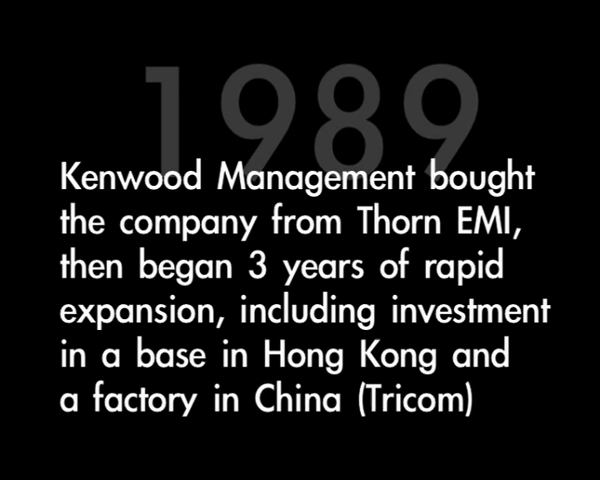 1989
Kenwood Management bought
the company from Thorn EMI,
then began 3 years of rapid
expansion, including investment
in a base in Hong Kong and
a factory in China (Tricom)